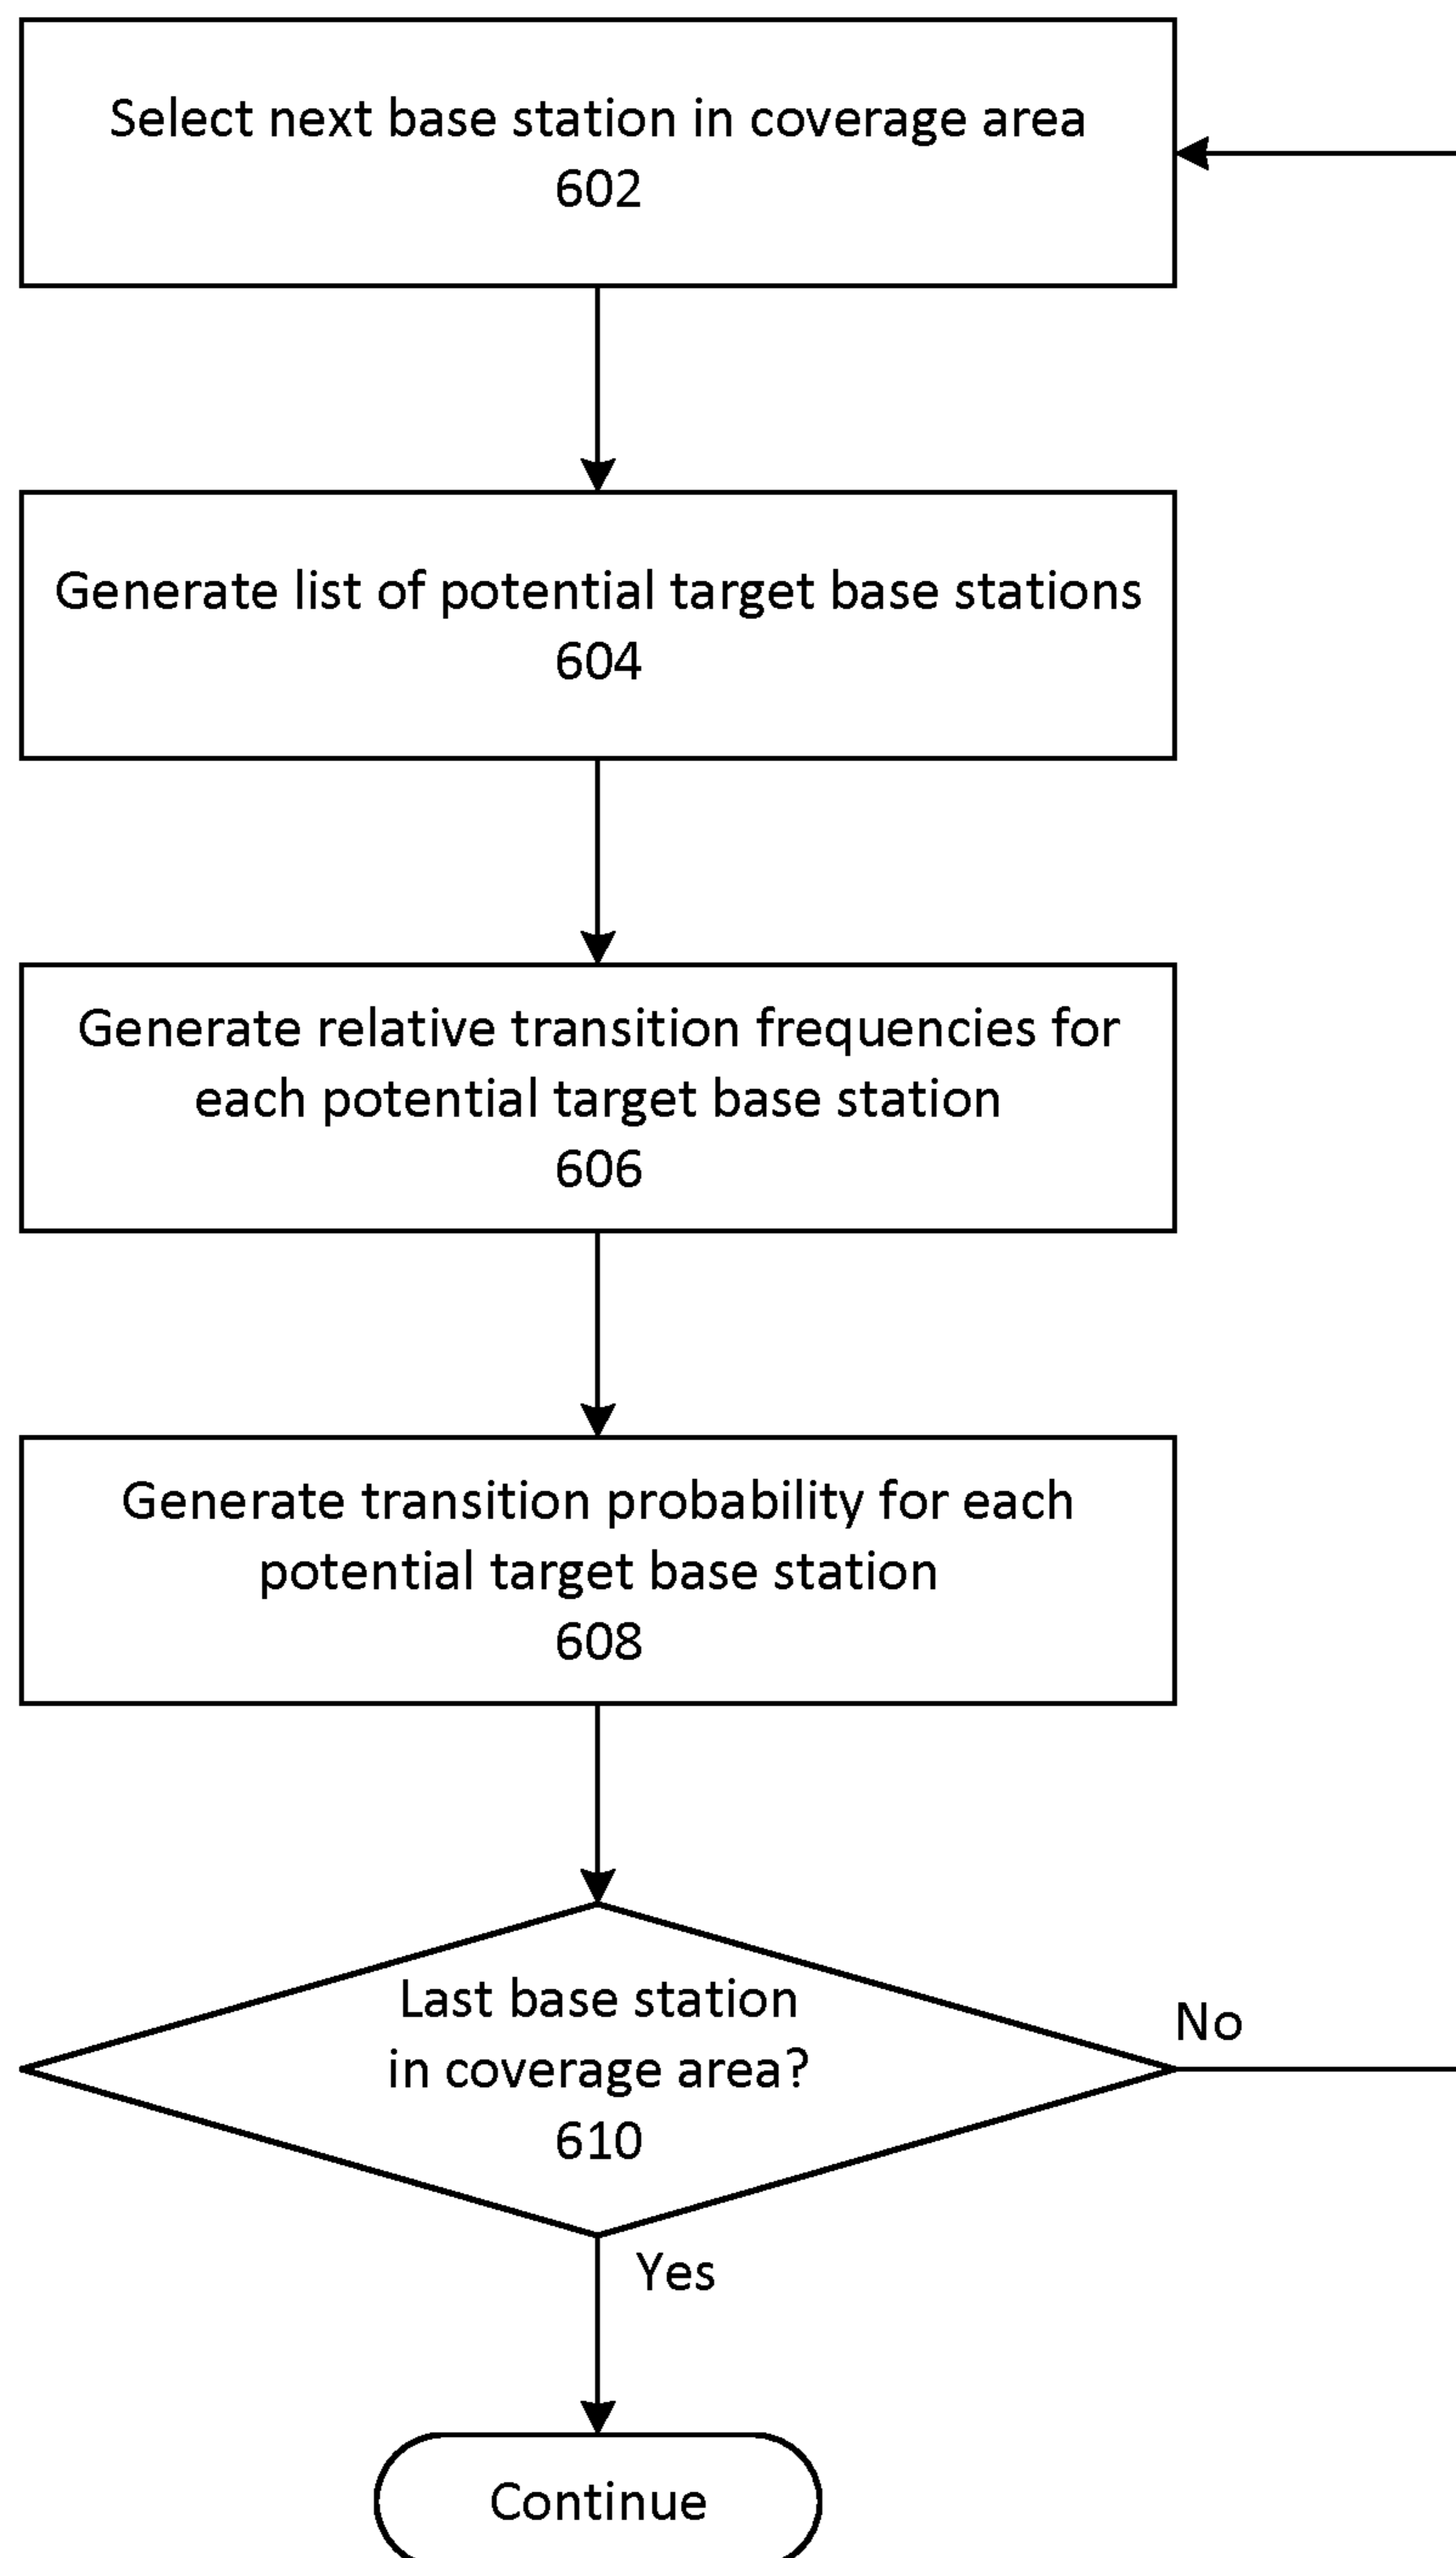 Select next base station in coverage area
602
Generate list of potential target base stations
604
Generate relative transition frequencies for
each potential target base station
606
Generate transition probability for each
potential target base station
608
Last base station
in coverage area?
610
No
Yes
Continue